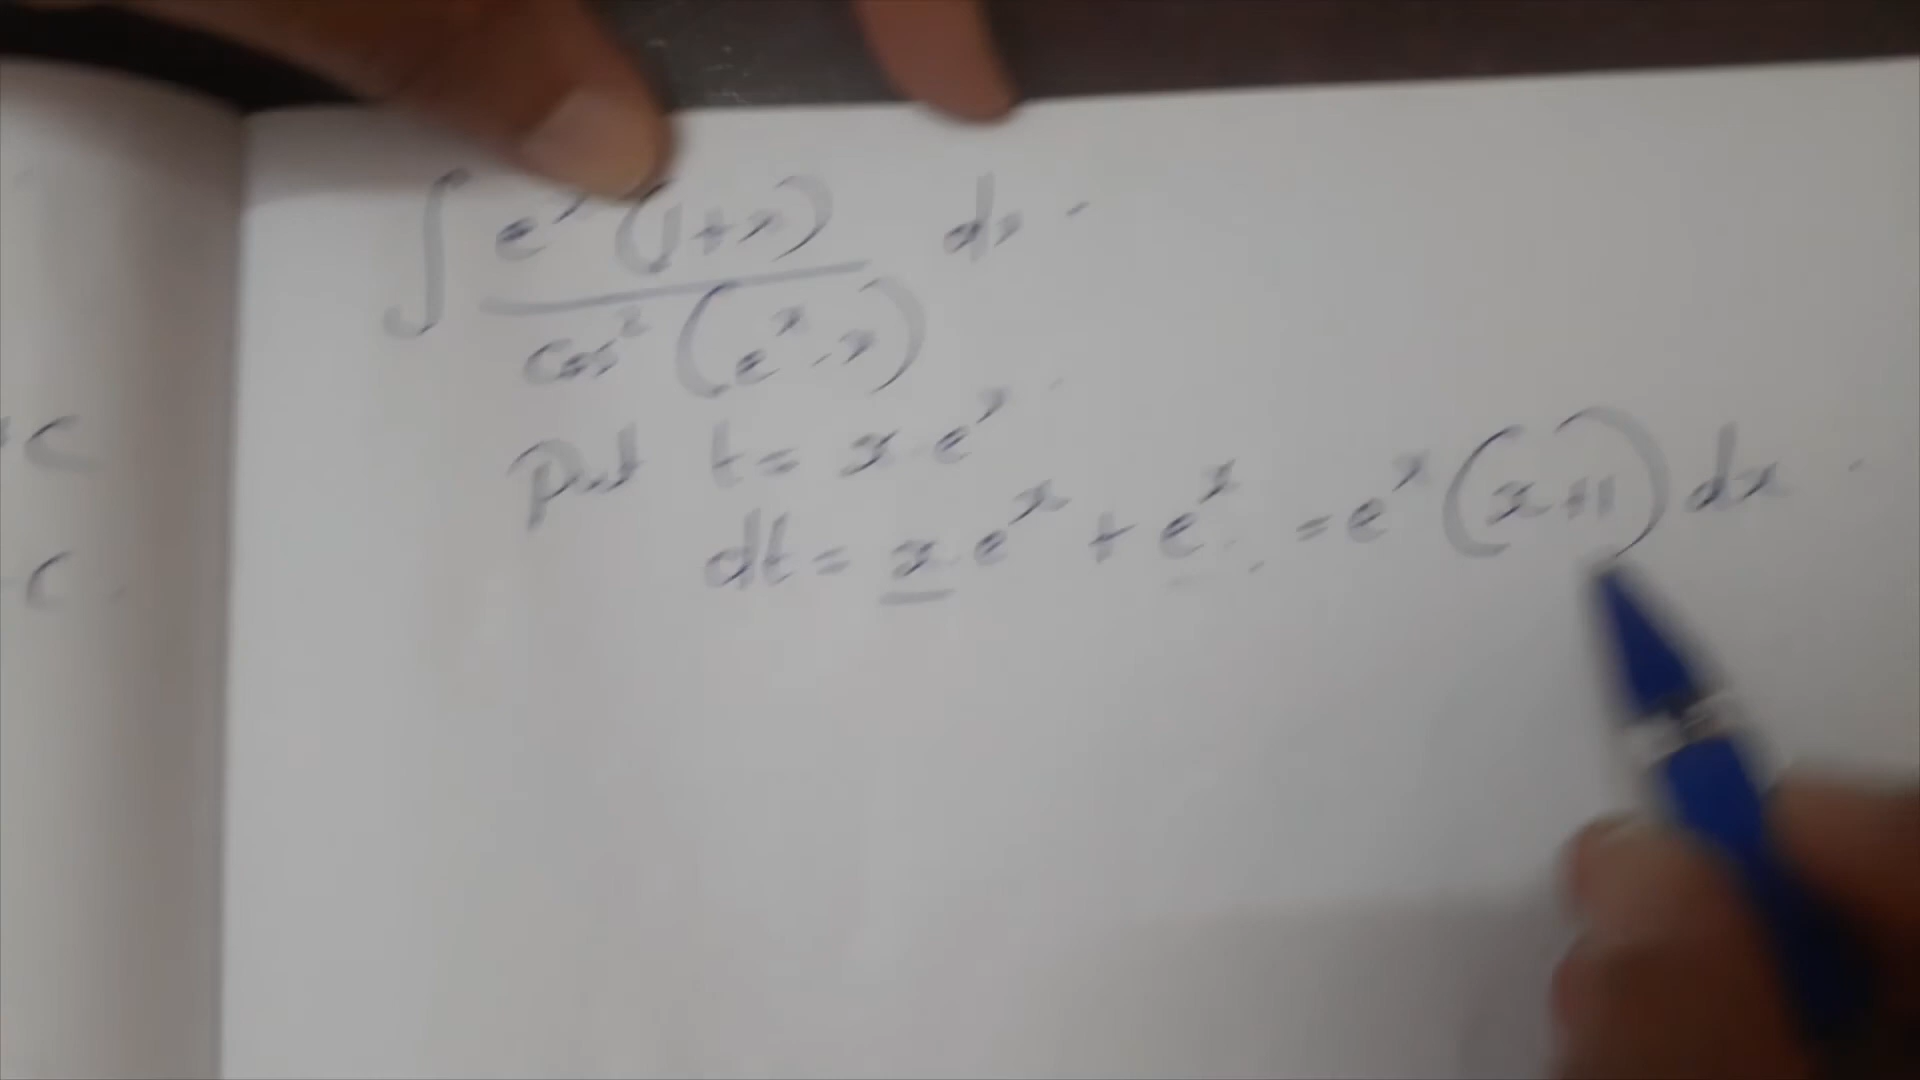 ∫ e^x (1+x) / cos² (e^x . x) dx .
Put t = x . e^x
dt = x . e^x + e^x . = e^x (x+1) dx .
C
C .